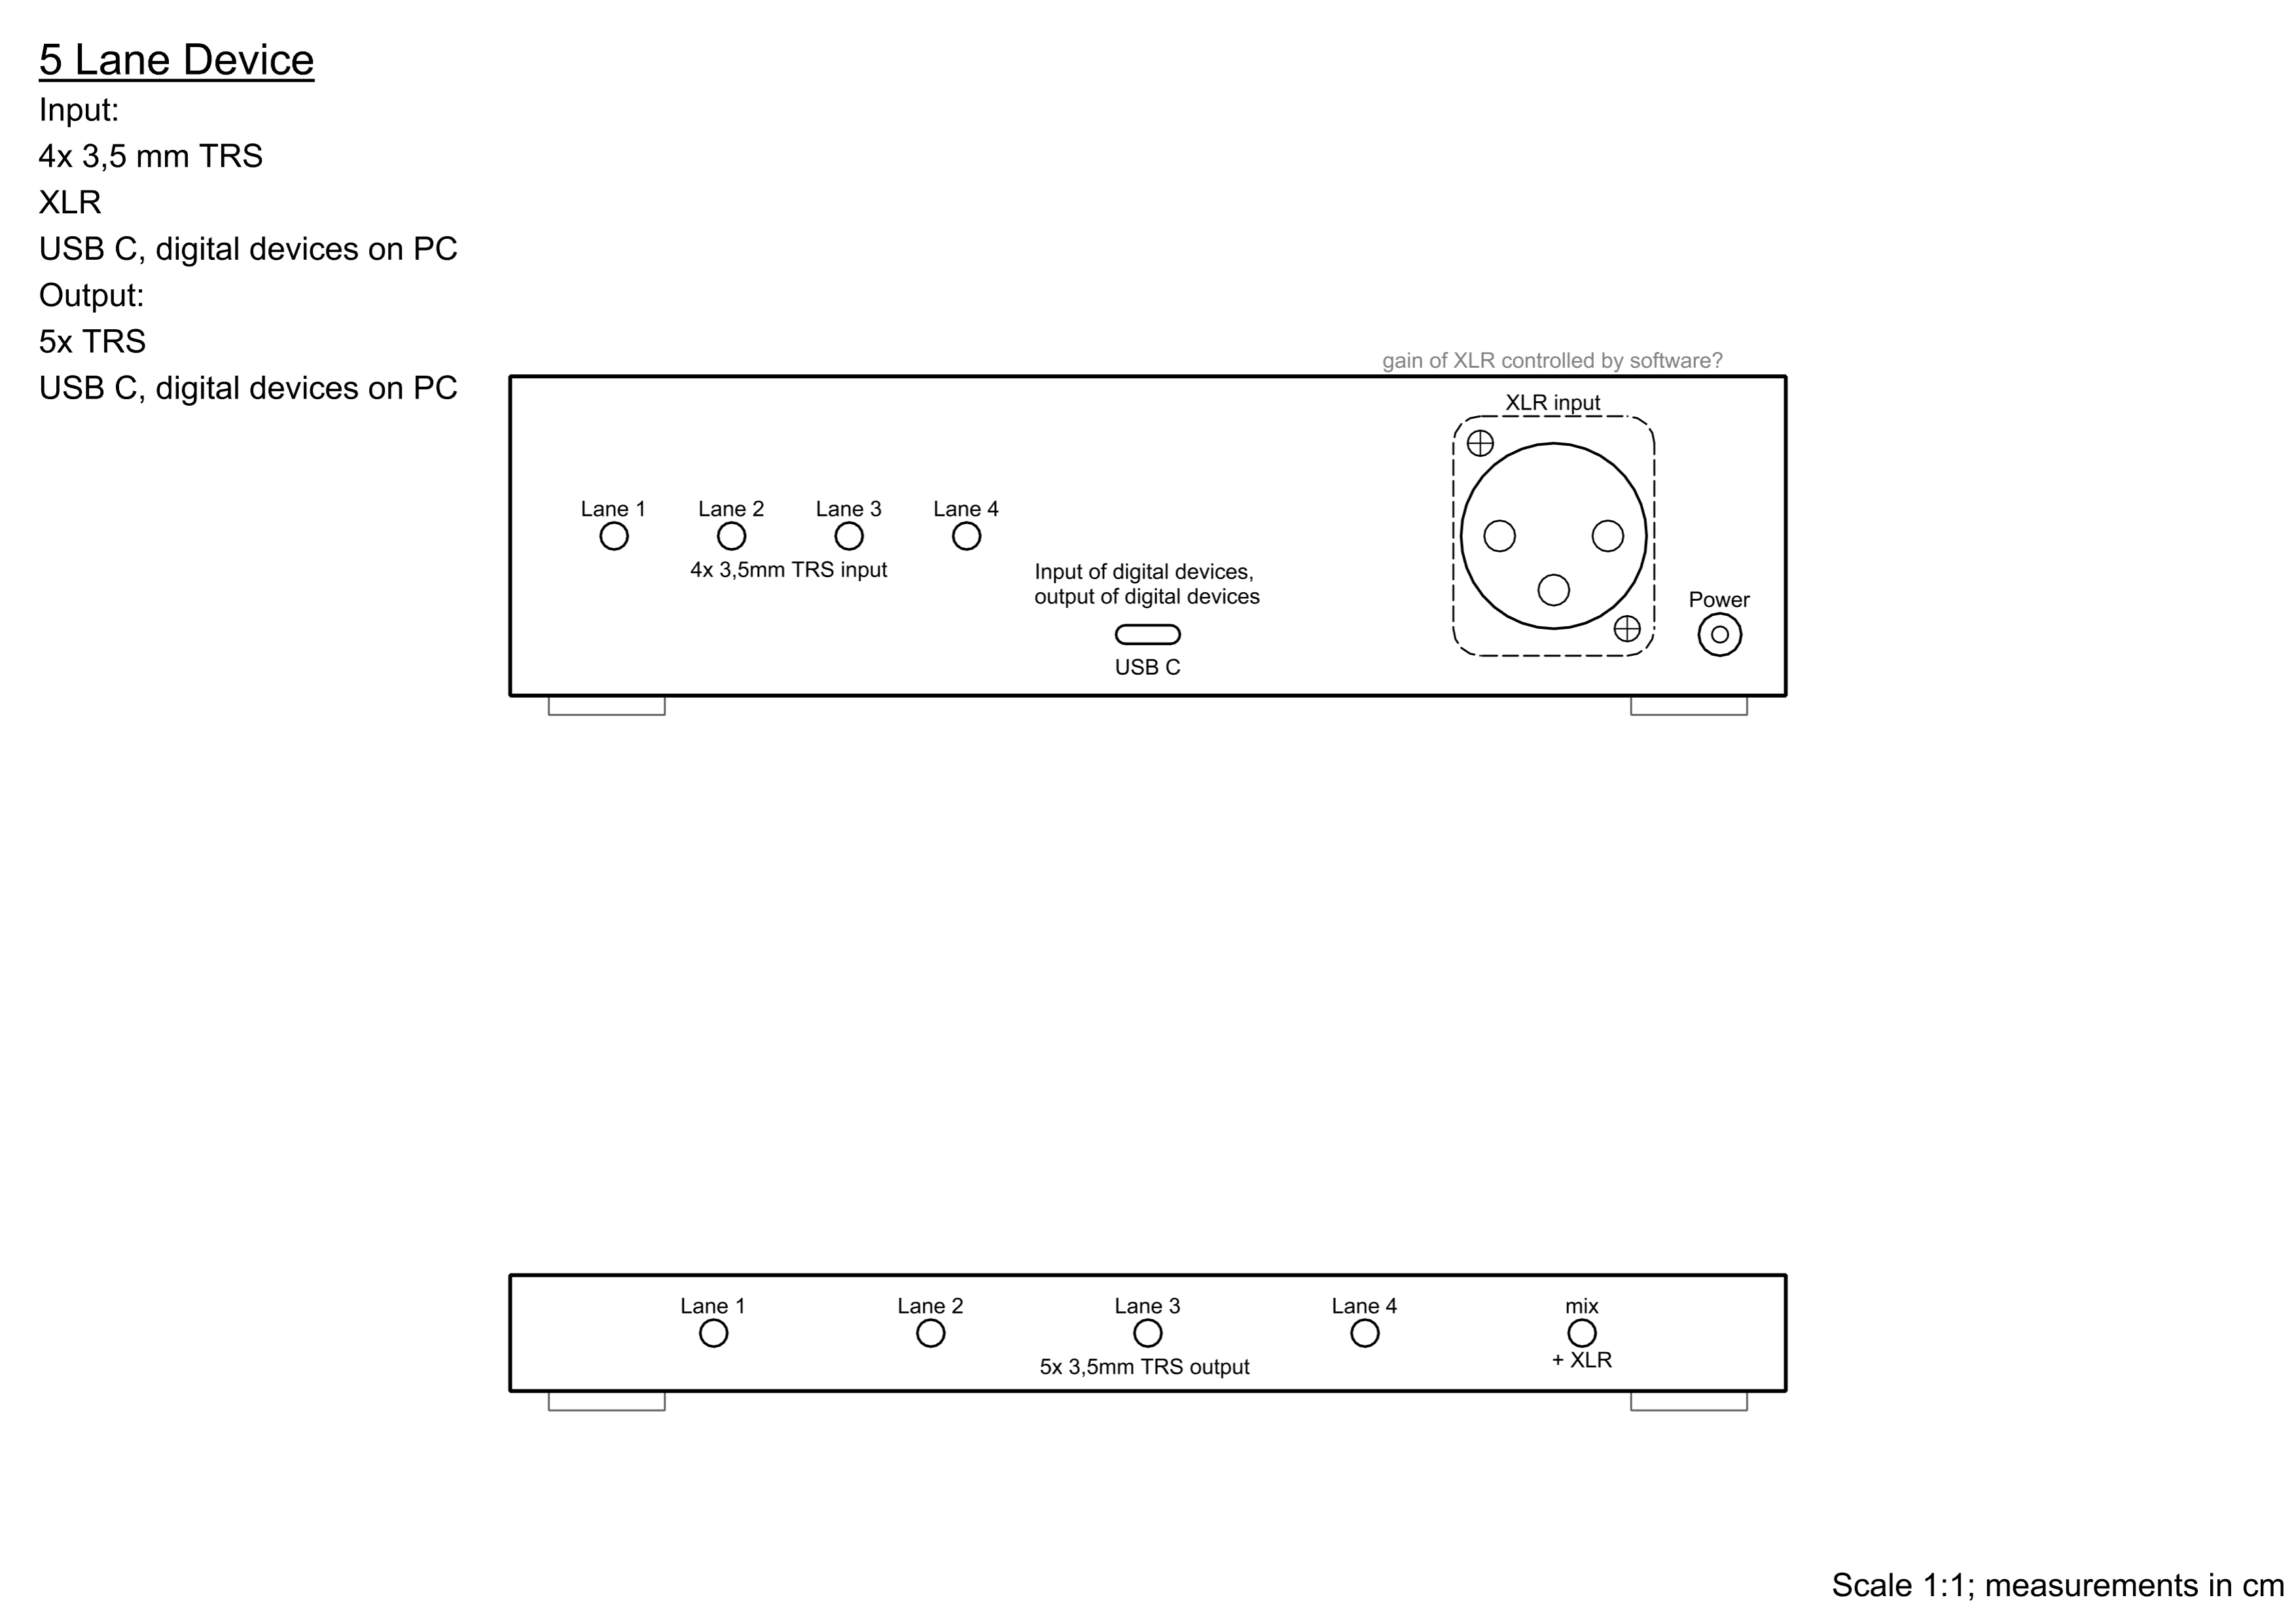 5 Lane Device
Input:
4x 3,5 mm TRS
XLR
USB C, digital devices on PC
Output:
5x TRS
USB C, digital devices on PC
gain of XLR controlled by software?
XLR input
Lane 1
Lane 2
Lane 3
Lane 4
4x 3,5mm TRS input
Input of digital devices,
output of digital devices
USB C
Power
Lane 1
Lane 2
Lane 3
Lane 4
mix
+ XLR
5x 3,5mm TRS output
Scale 1:1; measurements in cm